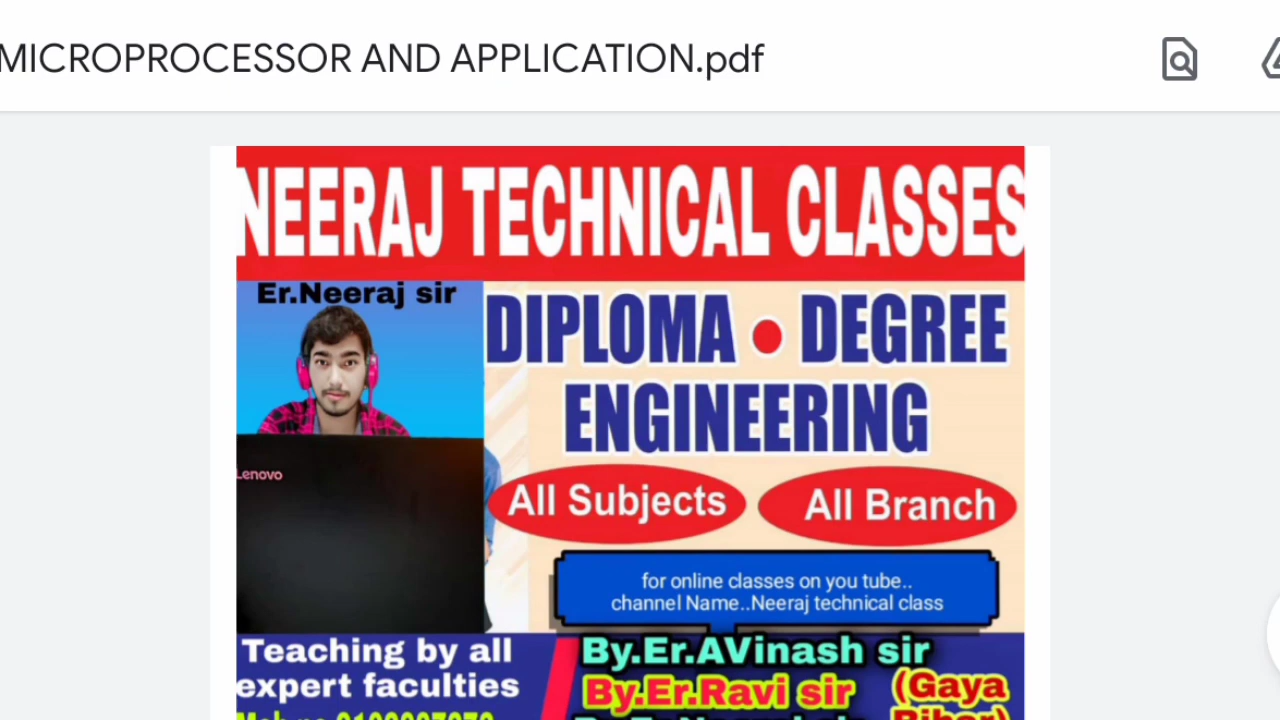 MICROPROCESSOR AND APPLICATION.pdf
NEERAJ TECHNICAL CLASSES
Er.Neeraj sir
DIPLOMA • DEGREE
ENGINEERING
Lenovo
All Subjects
All Branch
for online classes on you tube..
channel Name..Neeraj technical class
Teaching by all
expert faculties
By.Er.AVinash sir
By.Er.Ravi sir
(Gaya
Bihar)